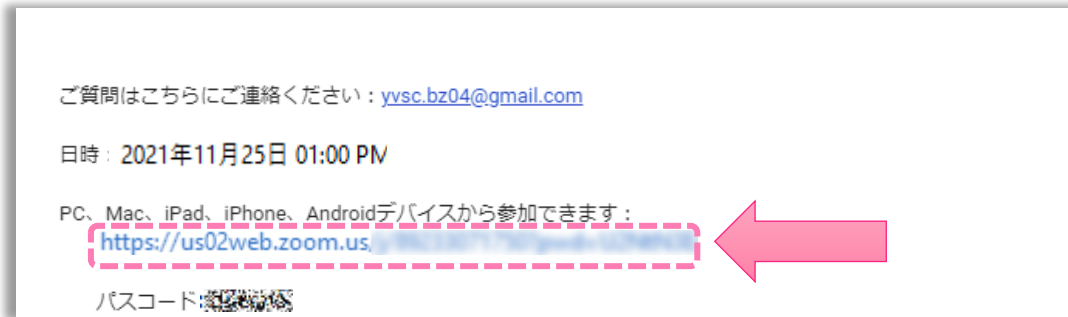 ご質問はこちらにご連絡ください：yvsc.bz04@gmail.com
日時： 2021年11月25日 01:00 PM
PC、Mac、iPad、iPhone、Androidデバイスから参加できます：
https://us02web.zoom.us
パスコード: